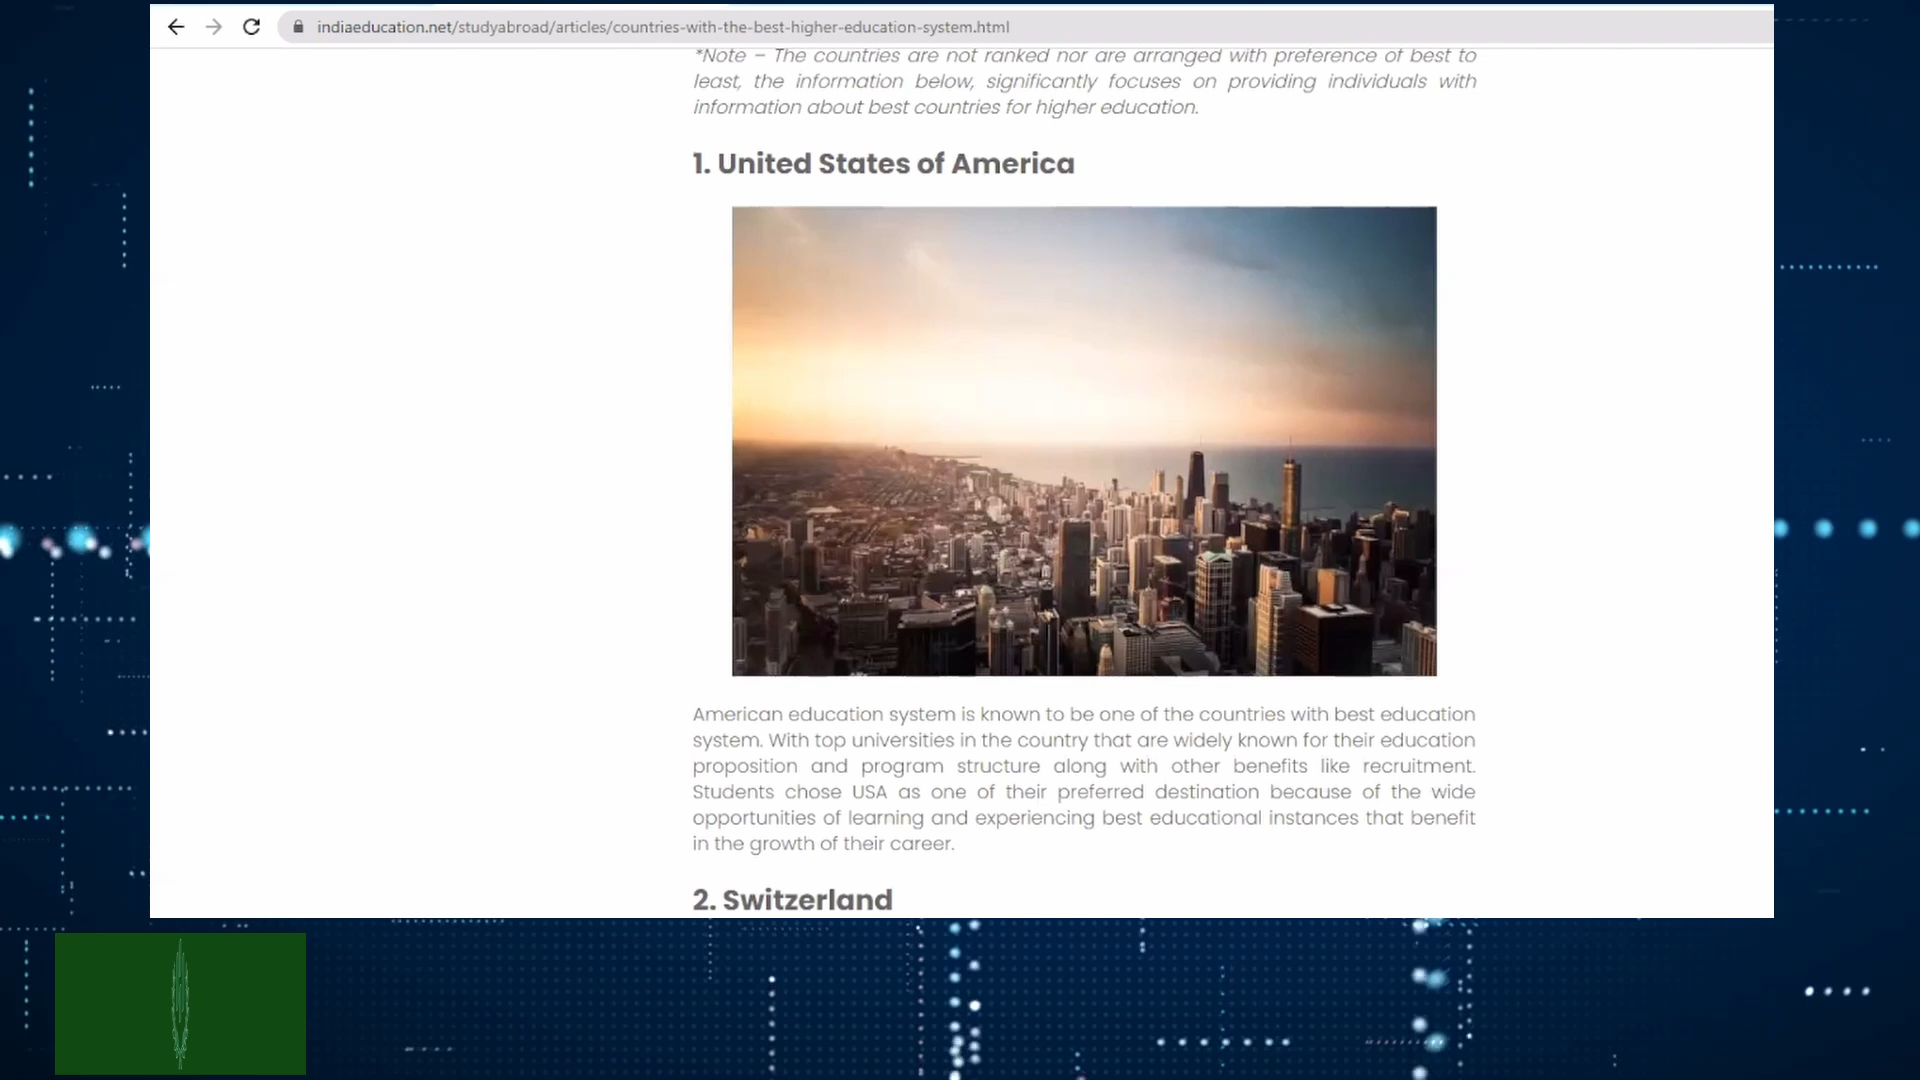 indiaeducation.net/studyabroad/articles/countries-with-the-best-higher-education-system.html
*Note – The countries are not ranked nor are arranged with preference of best to
least, the information below, significantly focuses on providing individuals with
information about best countries for higher education.
1. United States of America
American education system is known to be one of the countries with best education
system. With top universities in the country that are widely known for their education
proposition and program structure along with other benefits like recruitment.
Students chose USA as one of their preferred destination because of the wide
opportunities of learning and experiencing best educational instances that benefit
in the growth of their career.
2. Switzerland